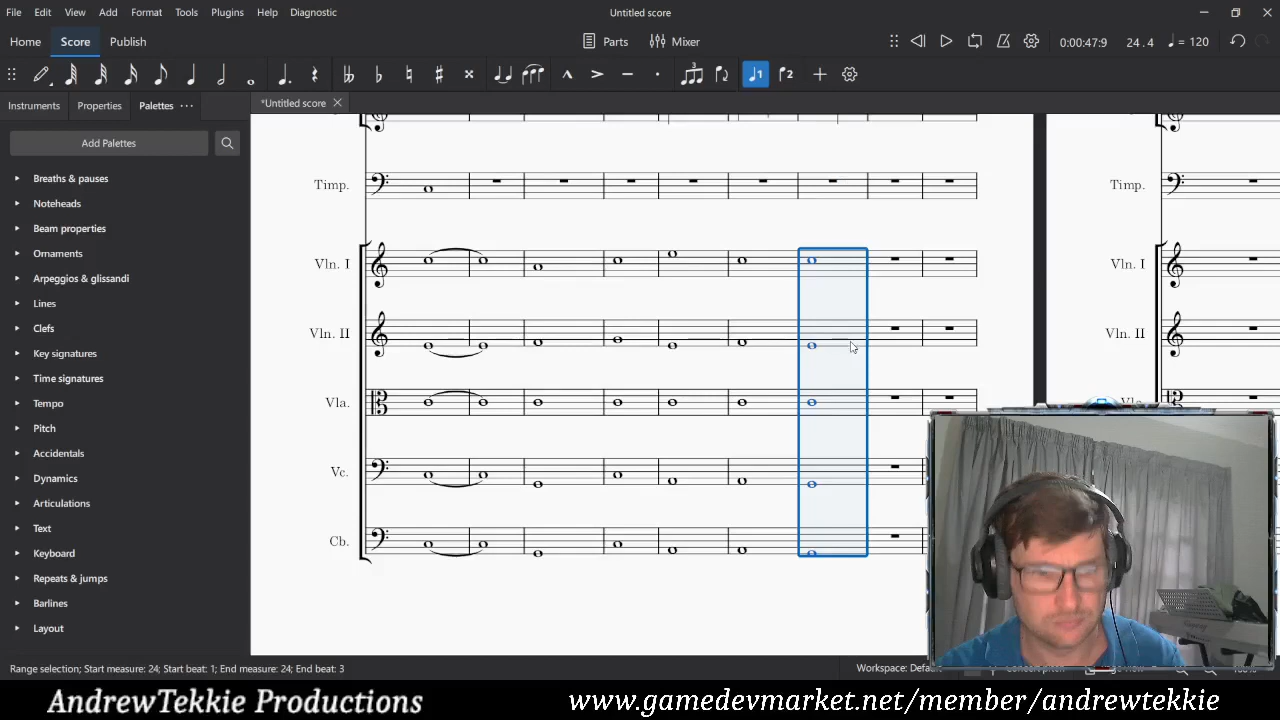 File Edit View Add Format Tools Plugins Help Diagnostic Untitled score
Home Score Publish Parts Mixer 0:00:47:9 24 . 4 = 120
3 1 2
Instruments Properties Palettes *Untitled score
Add Palettes
Breaths & pauses
Noteheads
Beam properties
Ornaments
Arpeggios & glissandi
Lines
Clefs
Key signatures
Time signatures
Tempo
Pitch
Accidentals
Dynamics
Articulations
Text
Keyboard
Repeats & jumps
Barlines
Layout
Timp. Timp.
Vln. I Vln. I
Vln. II Vln. II
Vla. Vla.
Vc.
Cb.
Range selection; Start measure: 24; Start beat: 1; End measure: 24; End beat: 3 Workspace: Default
AndrewTekkie Productions www.gamedevmarket.net/member/andrewtekkie